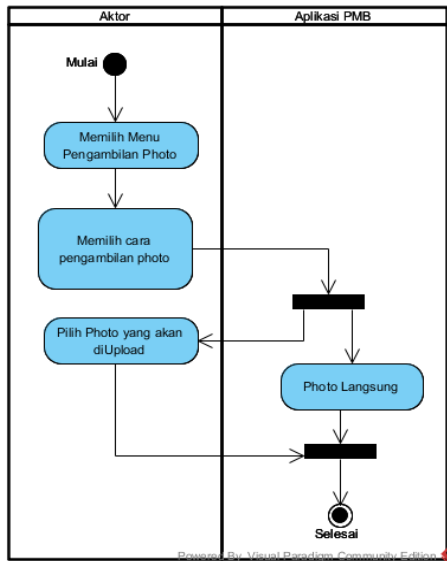 Aktor
Aplikasi PMB
Mulai
Memilih Menu
Pengambilan Photo
Memilih cara
pengambilan photo
Pilih Photo yang akan
diUpload
Photo Langsung
Selesai
Powered By Visual Paradigm Community Edition